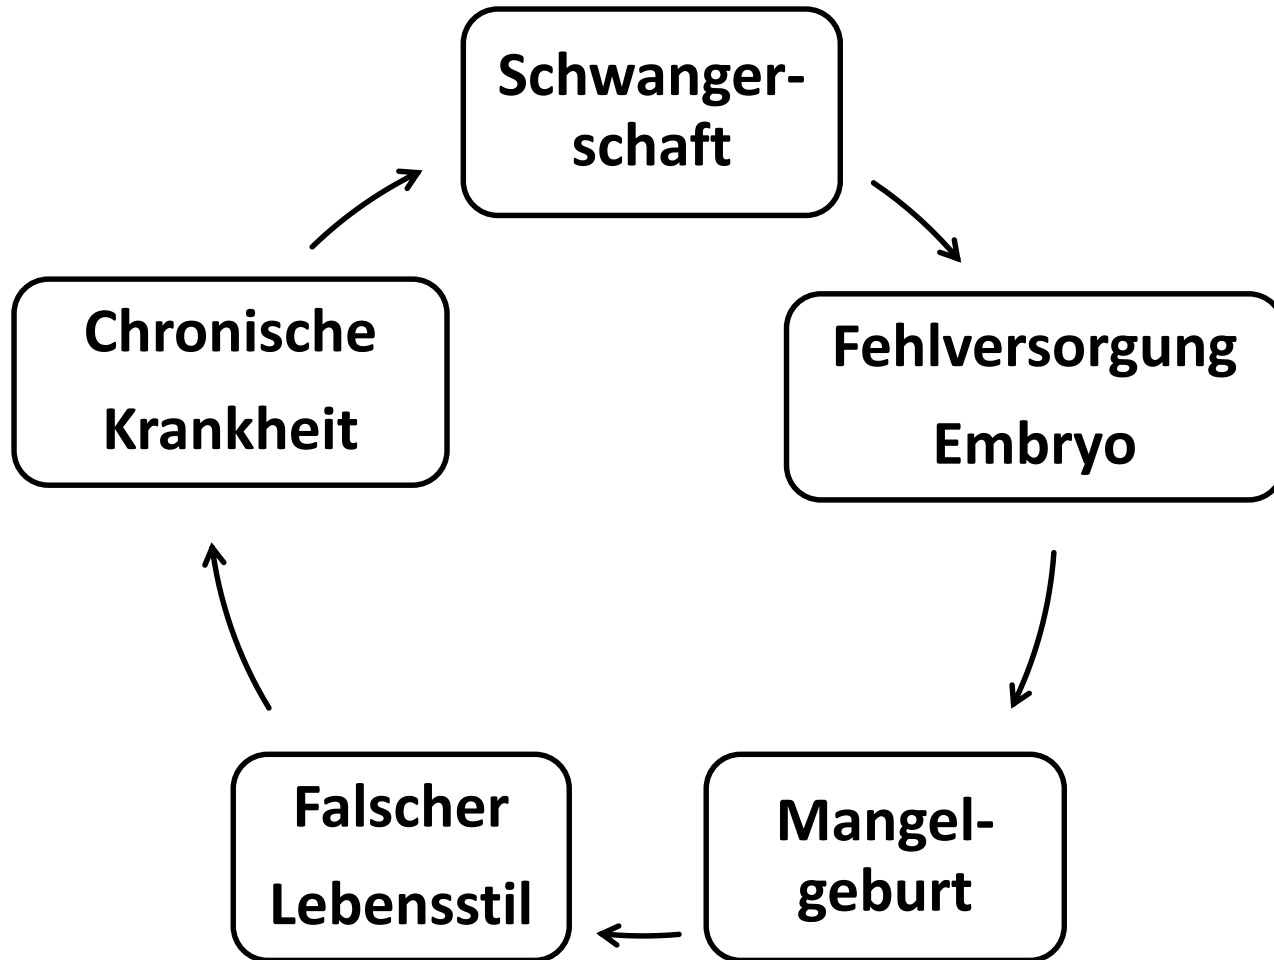 Schwanger-
schaft
Fehlversorgung
Embryo
Mangel-
geburt
Falscher
Lebensstil
Chronische
Krankheit